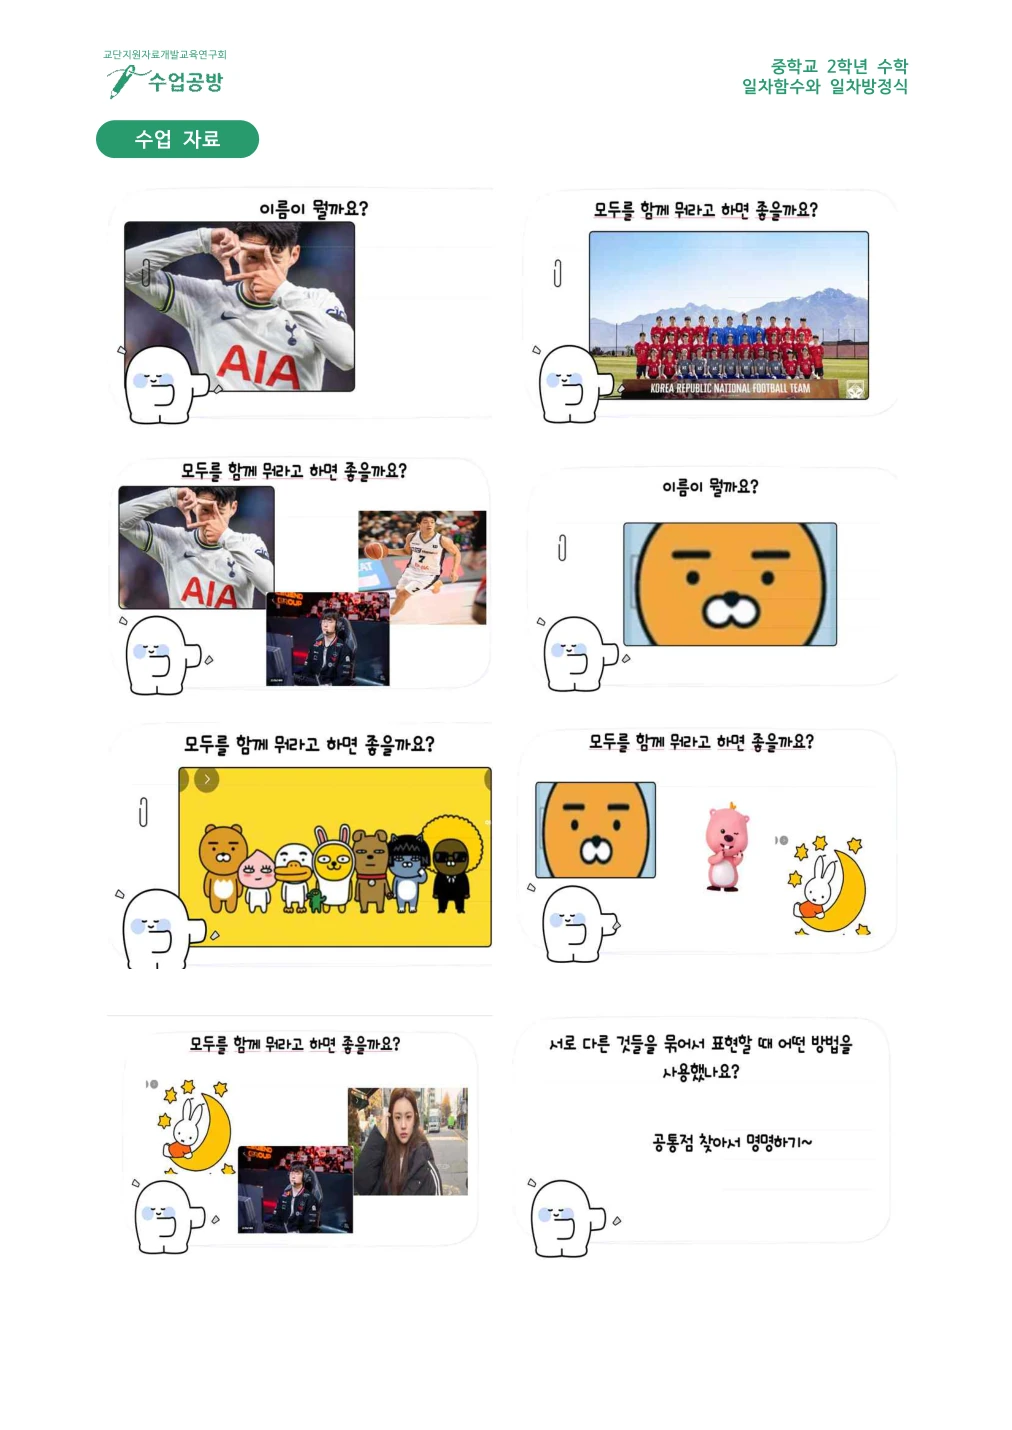 교단지원자료개발교육연구회
수업공방
중학교 2학년 수학
일차함수와 일차방정식
수업 자료
이름이 뭘까요?
AIA
모두를 함께 뭐라고 하면 좋을까요?
KOREA REPUBLIC NATIONAL FOOTBALL TEAM
모두를 함께 뭐라고 하면 좋을까요?
AIA
7
GROUP
이름이 뭘까요?
모두를 함께 뭐라고 하면 좋을까요?
모두를 함께 뭐라고 하면 좋을까요?
모두를 함께 뭐라고 하면 좋을까요?
서로 다른 것들을 묶어서 표현할 때 어떤 방법을
사용했나요?
공통점 찾아서 명명하기~